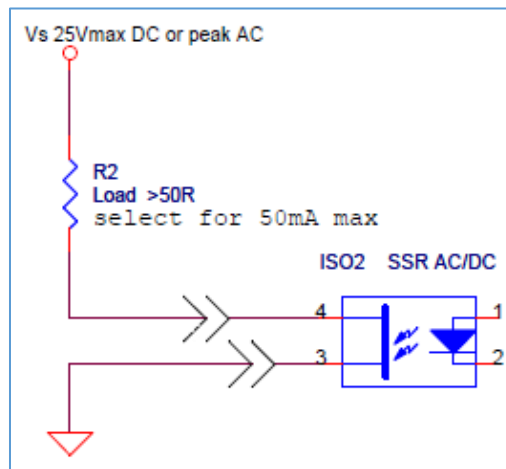 Vs 25Vmax DC or peak AC
R2
Load >50R
select for 50mA max
ISO2 SSR AC/DC
4
1
3
2